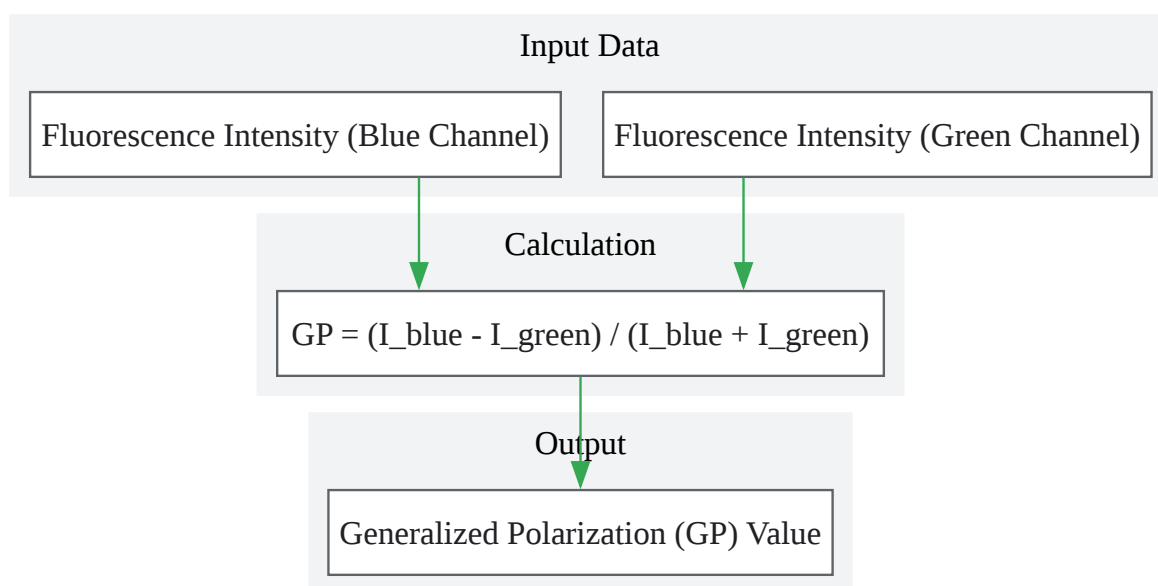 Input Data
Fluorescence Intensity (Blue Channel)
Fluorescence Intensity (Green Channel)
Calculation
GP = (I_blue - I_green) / (I_blue + I_green)
Output
Generalized Polarization (GP) Value